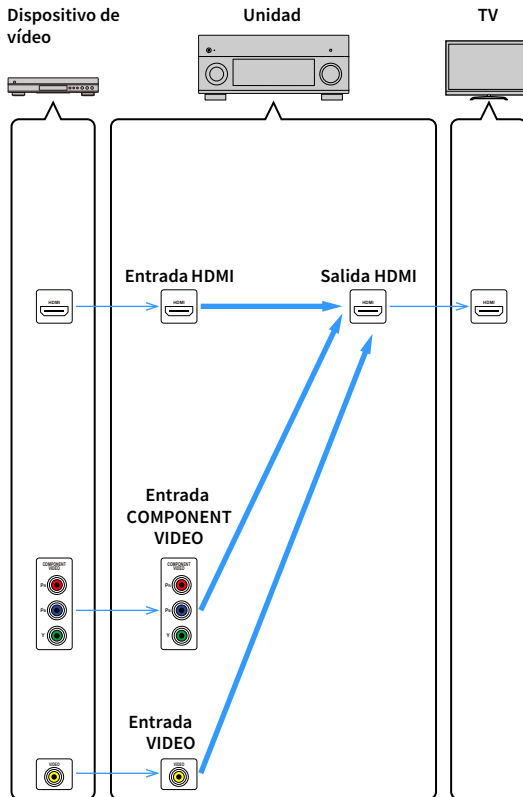 Dispositivo de
vídeo
Unidad
TV
Entrada HDMI
Salida HDMI
HDMI
HDMI
HDMI
HDMI
Entrada
COMPONENT
VIDEO
COMPONENT
VIDEO
COMPONENT
VIDEO
PR
PR
PB
PB
Y
Y
Entrada
VIDEO
VIDEO
VIDEO